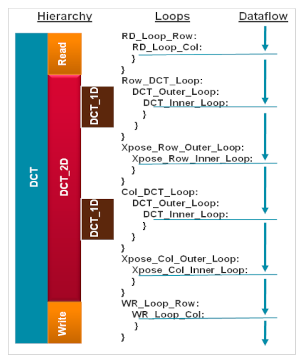 Hierarchy Loops Dataflow
RD_Loop_Row:
RD_Loop_Col:
}
}
Row_DCT_Loop:
DCT_Outer_Loop:
DCT_Inner_Loop:
}
}
}
Xpose_Row_Outer_Loop:
Xpose_Row_Inner_Loop:
}
}
Col_DCT_Loop:
DCT_Outer_Loop:
DCT_Inner_Loop:
}
}
}
Xpose_Col_Outer_Loop:
Xpose_Col_Inner_Loop:
}
}
WR_Loop_Row:
WR_Loop_Col:
}
}
DCT
Read
DCT_2D
Write
DCT_1D
DCT_1D